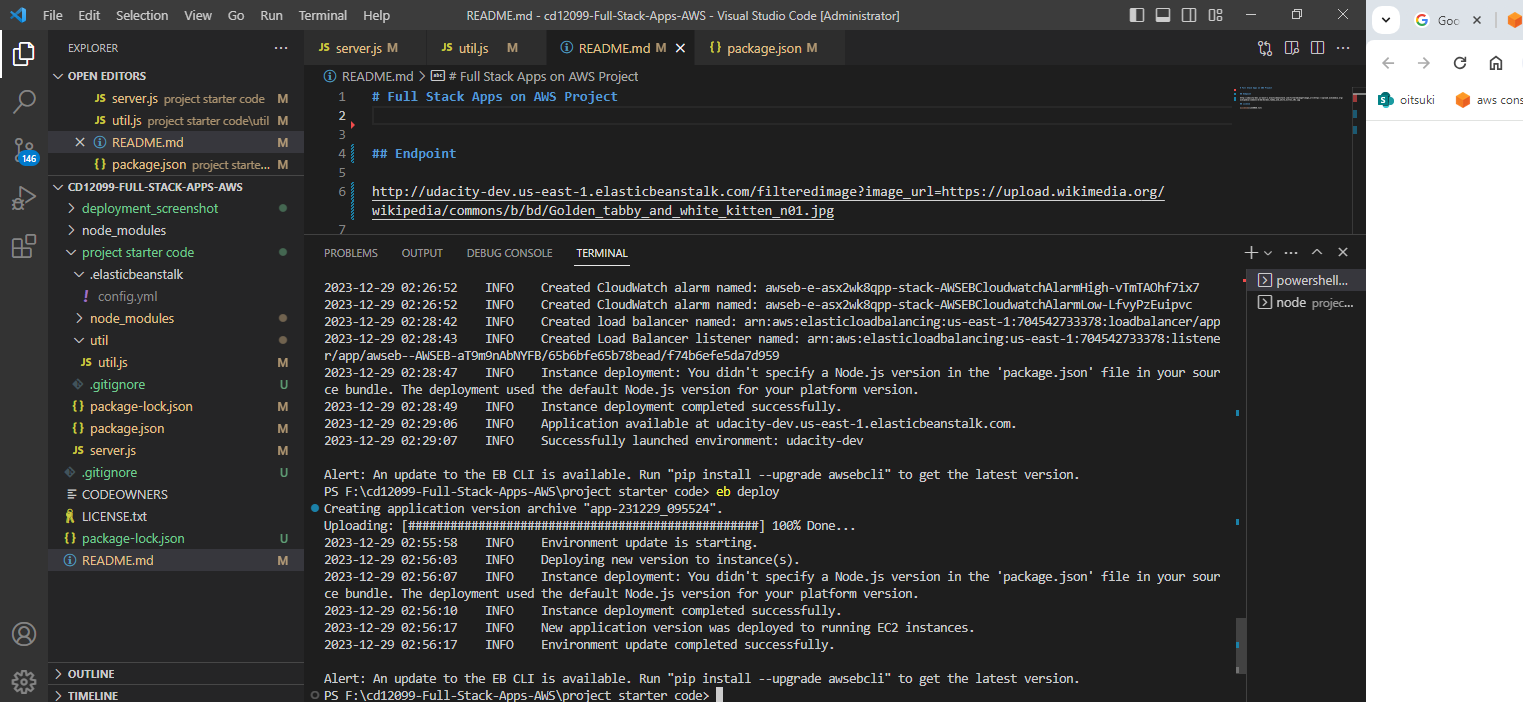 File Edit Selection View Go Run Terminal Help README.md - cd12099-Full-Stack-Apps-AWS - Visual Studio Code [Administrator]
Goo
EXPLORER
server.js M
util.js M
README.md M
package.json M
OPEN EDITORS
README.md > # Full Stack Apps on AWS Project
server.js project starter code M
util.js project starter code\util M
README.md M
package.json project starte... M
146
CD12099-FULL-STACK-APPS-AWS
deployment_screenshot
node_modules
project starter code
.elasticbeanstalk
config.yml
node_modules
util
util.js M
.gitignore U
package-lock.json M
package.json M
server.js M
.gitignore U
CODEOWNERS
LICENSE.txt
package-lock.json U
README.md M
OUTLINE
TIMELINE
1 # Full Stack Apps on AWS Project
2
3
4 ## Endpoint
5
6 http://udacity-dev.us-east-1.elasticbeanstalk.com/filteredimage?image_url=https://upload.wikimedia.org/
wikipedia/commons/b/bd/Golden_tabby_and_white_kitten_n01.jpg
7
PROBLEMS OUTPUT DEBUG CONSOLE TERMINAL
powershell...
node projec...
2023-12-29 02:26:52 INFO Created CloudWatch alarm named: awseb-e-asx2wk8qpp-stack-AWSEBCloudwatchAlarmHigh-vTmTAOhf7ix7
2023-12-29 02:26:52 INFO Created CloudWatch alarm named: awseb-e-asx2wk8qpp-stack-AWSEBCloudwatchAlarmLow-LfvyPzEuipvc
2023-12-29 02:28:42 INFO Created load balancer named: arn:aws:elasticloadbalancing:us-east-1:704542733378:loadbalancer/app
2023-12-29 02:28:43 INFO Created Load Balancer listener named: arn:aws:elasticloadbalancing:us-east-1:704542733378:listene
r/app/awseb--AWSEB-aT9m9nAbNYFB/65b6bfe65b78bead/f74b6efe5da7d959
2023-12-29 02:28:47 INFO Instance deployment: You didn't specify a Node.js version in the 'package.json' file in your sour
ce bundle. The deployment used the default Node.js version for your platform version.
2023-12-29 02:28:49 INFO Instance deployment completed successfully.
2023-12-29 02:29:06 INFO Application available at udacity-dev.us-east-1.elasticbeanstalk.com.
2023-12-29 02:29:07 INFO Successfully launched environment: udacity-dev
Alert: An update to the EB CLI is available. Run "pip install --upgrade awsebcli" to get the latest version.
PS F:\cd12099-Full-Stack-Apps-AWS\project starter code> eb deploy
Creating application version archive "app-231229_095524".
Uploading: [##################################################] 100% Done...
2023-12-29 02:55:58 INFO Environment update is starting.
2023-12-29 02:56:03 INFO Deploying new version to instance(s).
2023-12-29 02:56:07 INFO Instance deployment: You didn't specify a Node.js version in the 'package.json' file in your sour
ce bundle. The deployment used the default Node.js version for your platform version.
2023-12-29 02:56:10 INFO Instance deployment completed successfully.
2023-12-29 02:56:17 INFO New application version was deployed to running EC2 instances.
2023-12-29 02:56:17 INFO Environment update completed successfully.
Alert: An update to the EB CLI is available. Run "pip install --upgrade awsebcli" to get the latest version.
PS F:\cd12099-Full-Stack-Apps-AWS\project starter code>
oitsuki
aws cons